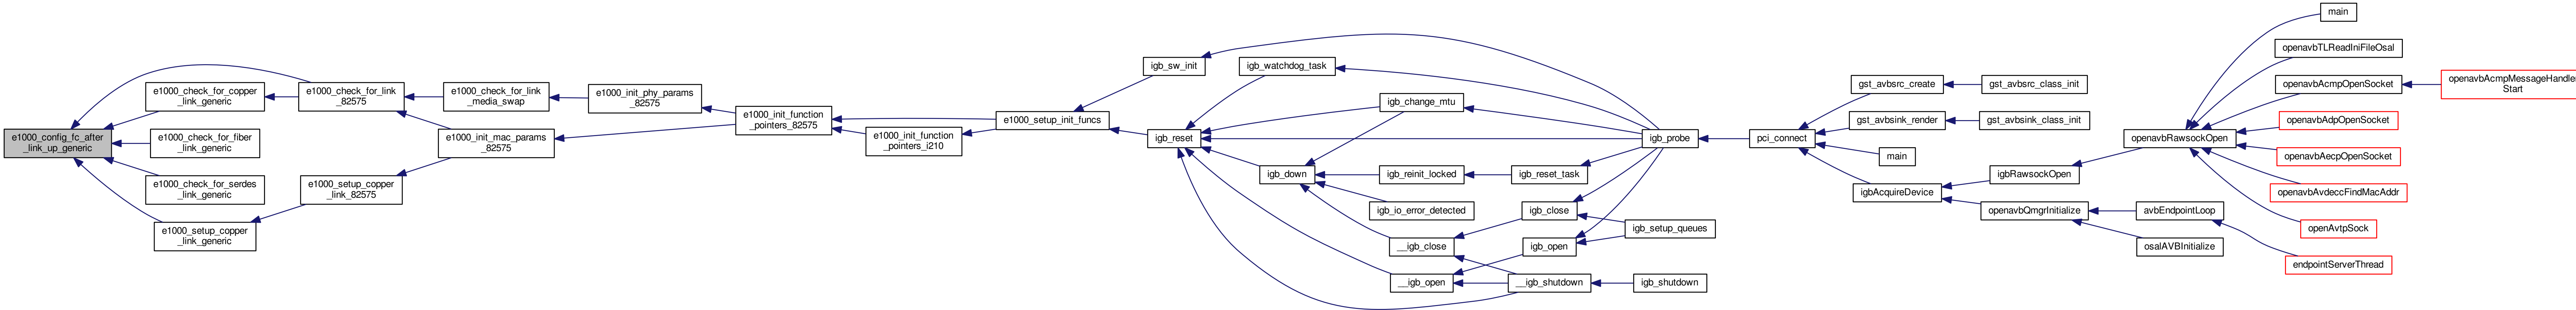 e1000_config_fc_after
_link_up_generic
e1000_check_for_copper
_link_generic
e1000_check_for_fiber
_link_generic
e1000_check_for_serdes
_link_generic
e1000_setup_copper
_link_generic
e1000_check_for_link
_82575
e1000_setup_copper
_link_82575
e1000_check_for_link
_media_swap
e1000_init_mac_params
_82575
e1000_init_phy_params
_82575
e1000_init_function
_pointers_82575
e1000_init_function
_pointers_i210
e1000_setup_init_funcs
igb_sw_init
igb_reset
igb_watchdog_task
igb_down
igb_change_mtu
igb_reinit_locked
igb_io_error_detected
__igb_close
__igb_open
igb_reset_task
igb_close
igb_open
__igb_shutdown
igb_probe
igb_setup_queues
igb_shutdown
pci_connect
gst_avbsrc_create
gst_avbsink_render
main
igbAcquireDevice
gst_avbsrc_class_init
gst_avbsink_class_init
igbRawsockOpen
openavbQmgrInitialize
openavbRawsockOpen
avbEndpointLoop
osalAVBInitialize
main
openavbTLReadIniFileOsal
openavbAcmpOpenSocket
openavbAdpOpenSocket
openavbAecpOpenSocket
openavbAvdeccFindMacAddr
openAvtpSock
endpointServerThread
openavbAcmpMessageHandler
Start